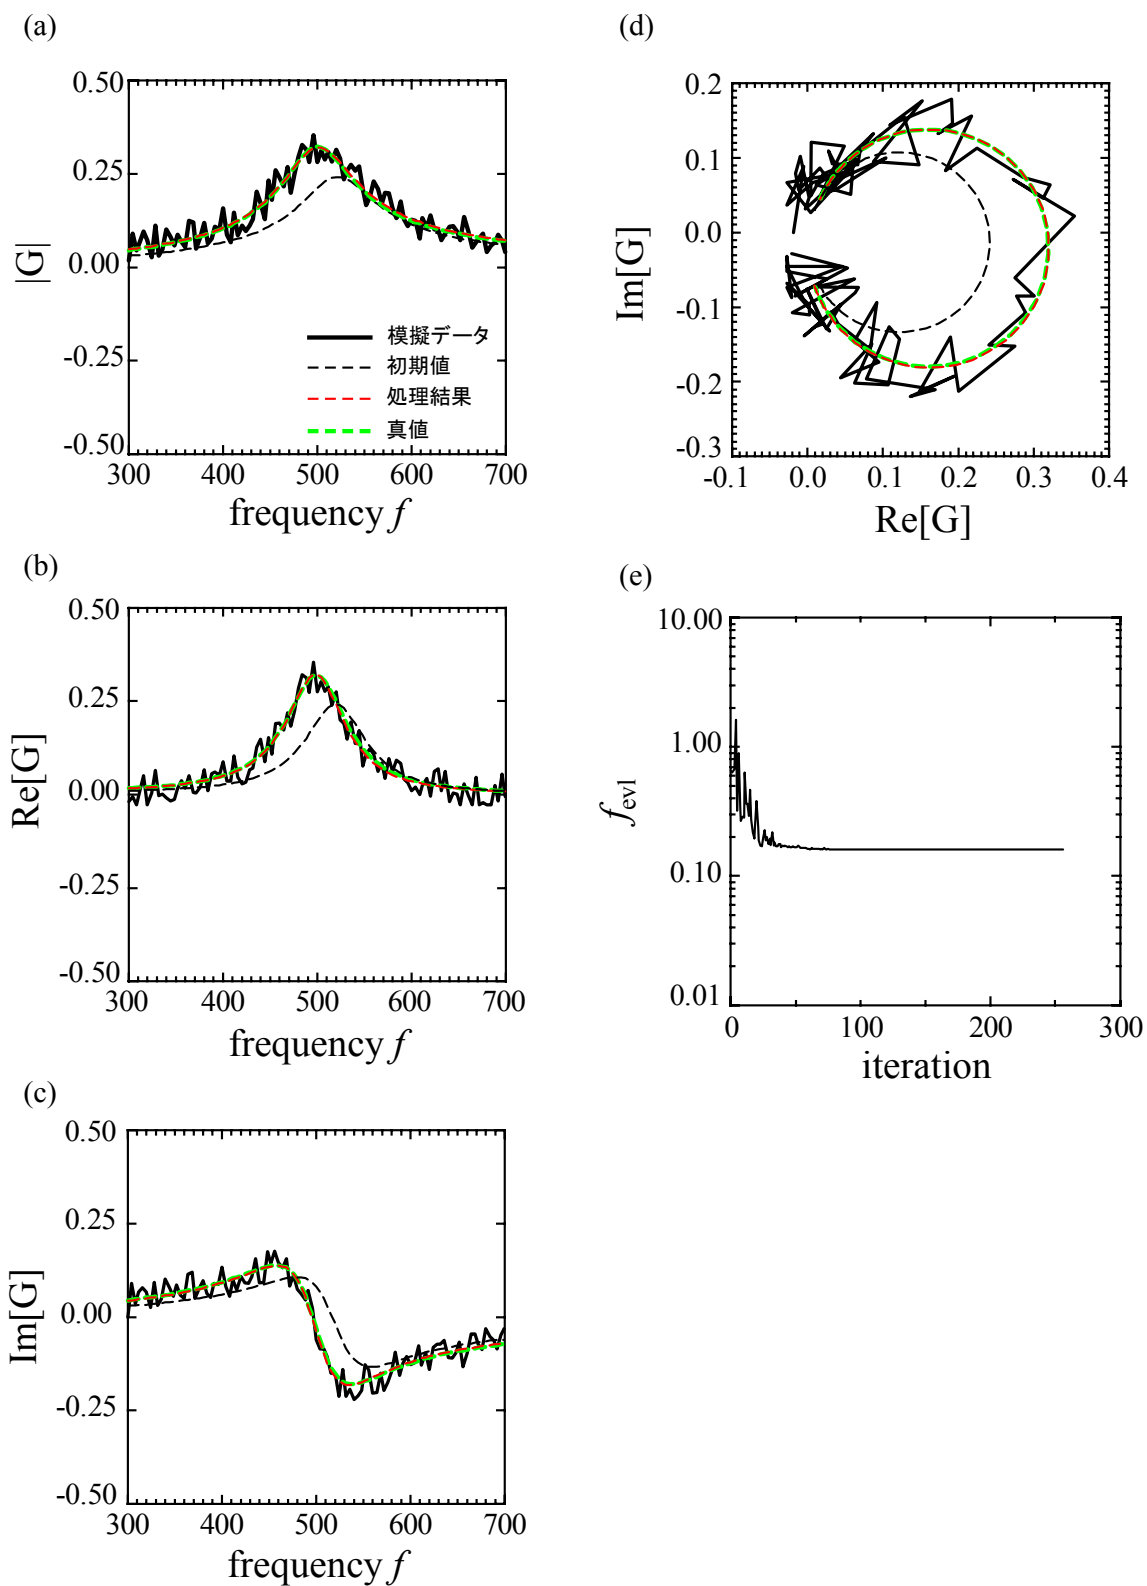 (a)
0.50
0.25
0.00
-0.25
-0.50
|G|
模擬データ
初期値
処理結果
真値
300 400 500 600 700
frequency f
(b)
0.50
0.25
0.00
-0.25
-0.50
Re[G]
300 400 500 600 700
frequency f
(c)
0.50
0.25
0.00
-0.25
-0.50
Im[G]
300 400 500 600 700
frequency f
(d)
0.2
0.1
0.0
-0.1
-0.2
-0.3
Im[G]
-0.1 0.0 0.1 0.2 0.3 0.4
Re[G]
(e)
10.00
1.00
0.10
0.01
fevl
0 100 200 300
iteration